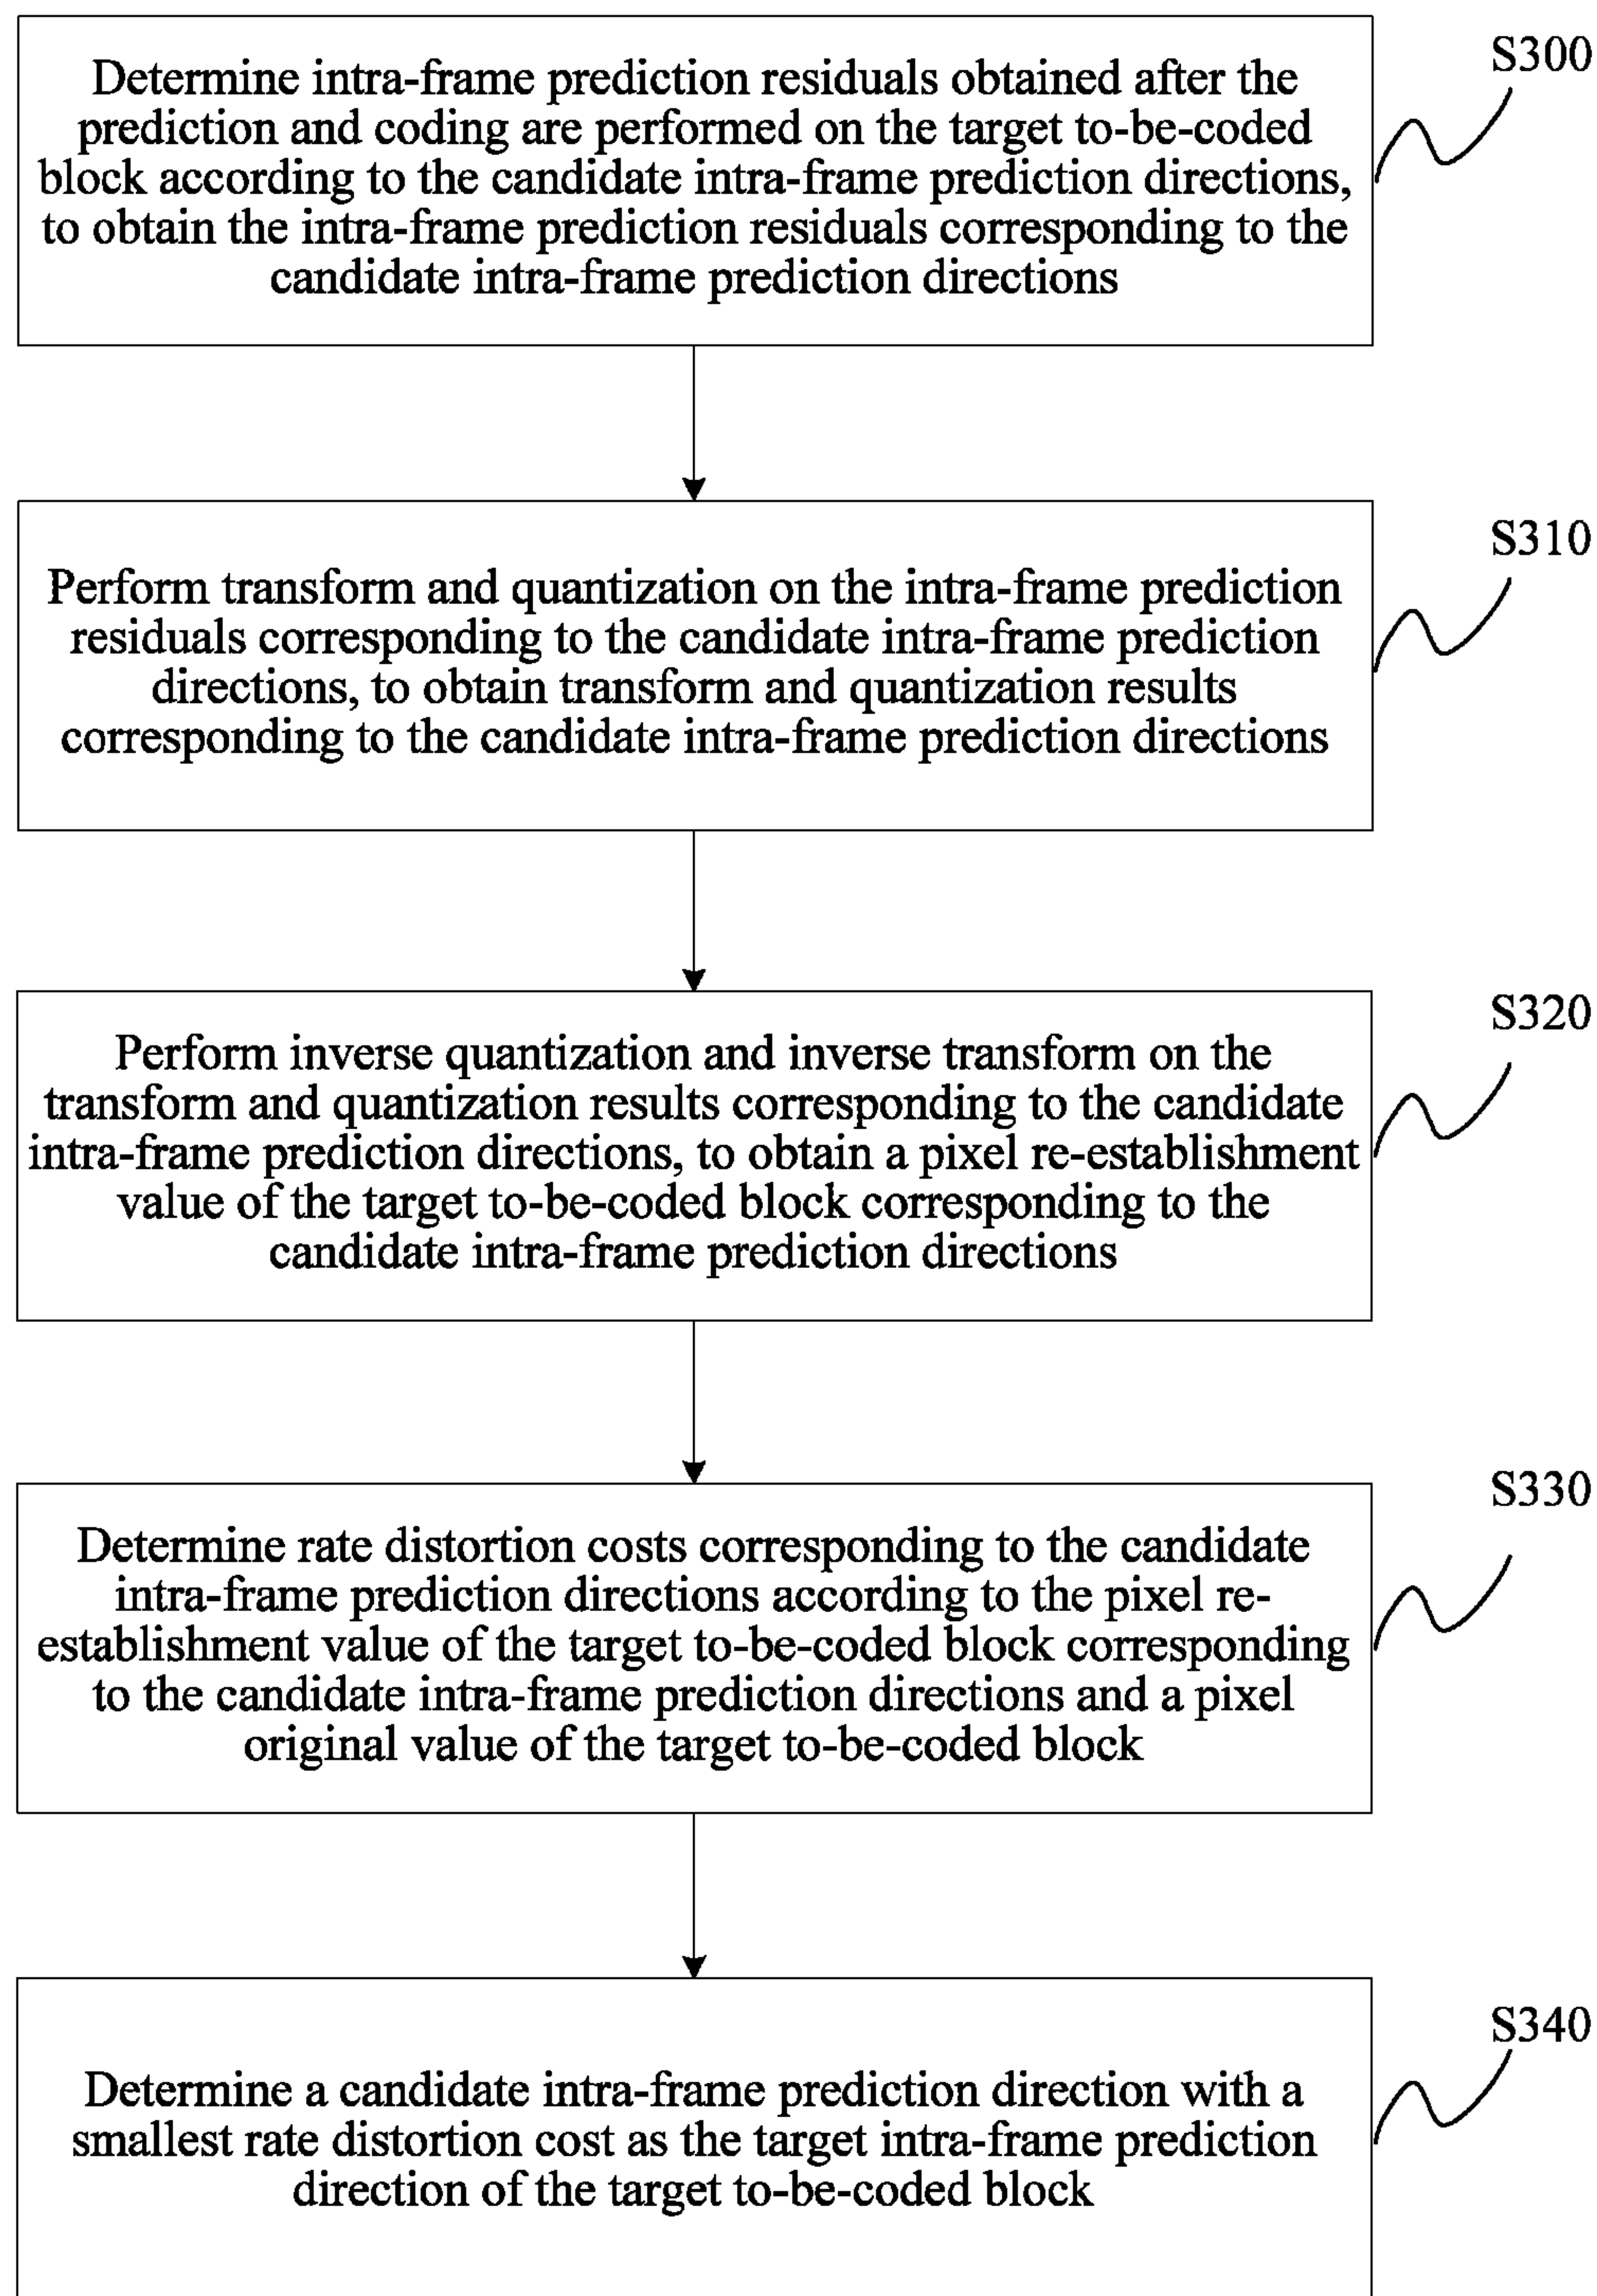 S300
Determine intra-frame prediction residuals obtained after the
prediction and coding are performed on the target to-be-coded
block according to the candidate intra-frame prediction directions,
to obtain the intra-frame prediction residuals corresponding to the
candidate intra-frame prediction directions
S310
Perform transform and quantization on the intra-frame prediction
residuals corresponding to the candidate intra-frame prediction
directions, to obtain transform and quantization results
corresponding to the candidate intra-frame prediction directions
S320
Perform inverse quantization and inverse transform on the
transform and quantization results corresponding to the candidate
intra-frame prediction directions, to obtain a pixel re-establishment
value of the target to-be-coded block corresponding to the
candidate intra-frame prediction directions
S330
Determine rate distortion costs corresponding to the candidate
intra-frame prediction directions according to the pixel re-
establishment value of the target to-be-coded block corresponding
to the candidate intra-frame prediction directions and a pixel
original value of the target to-be-coded block
S340
Determine a candidate intra-frame prediction direction with a
smallest rate distortion cost as the target intra-frame prediction
direction of the target to-be-coded block